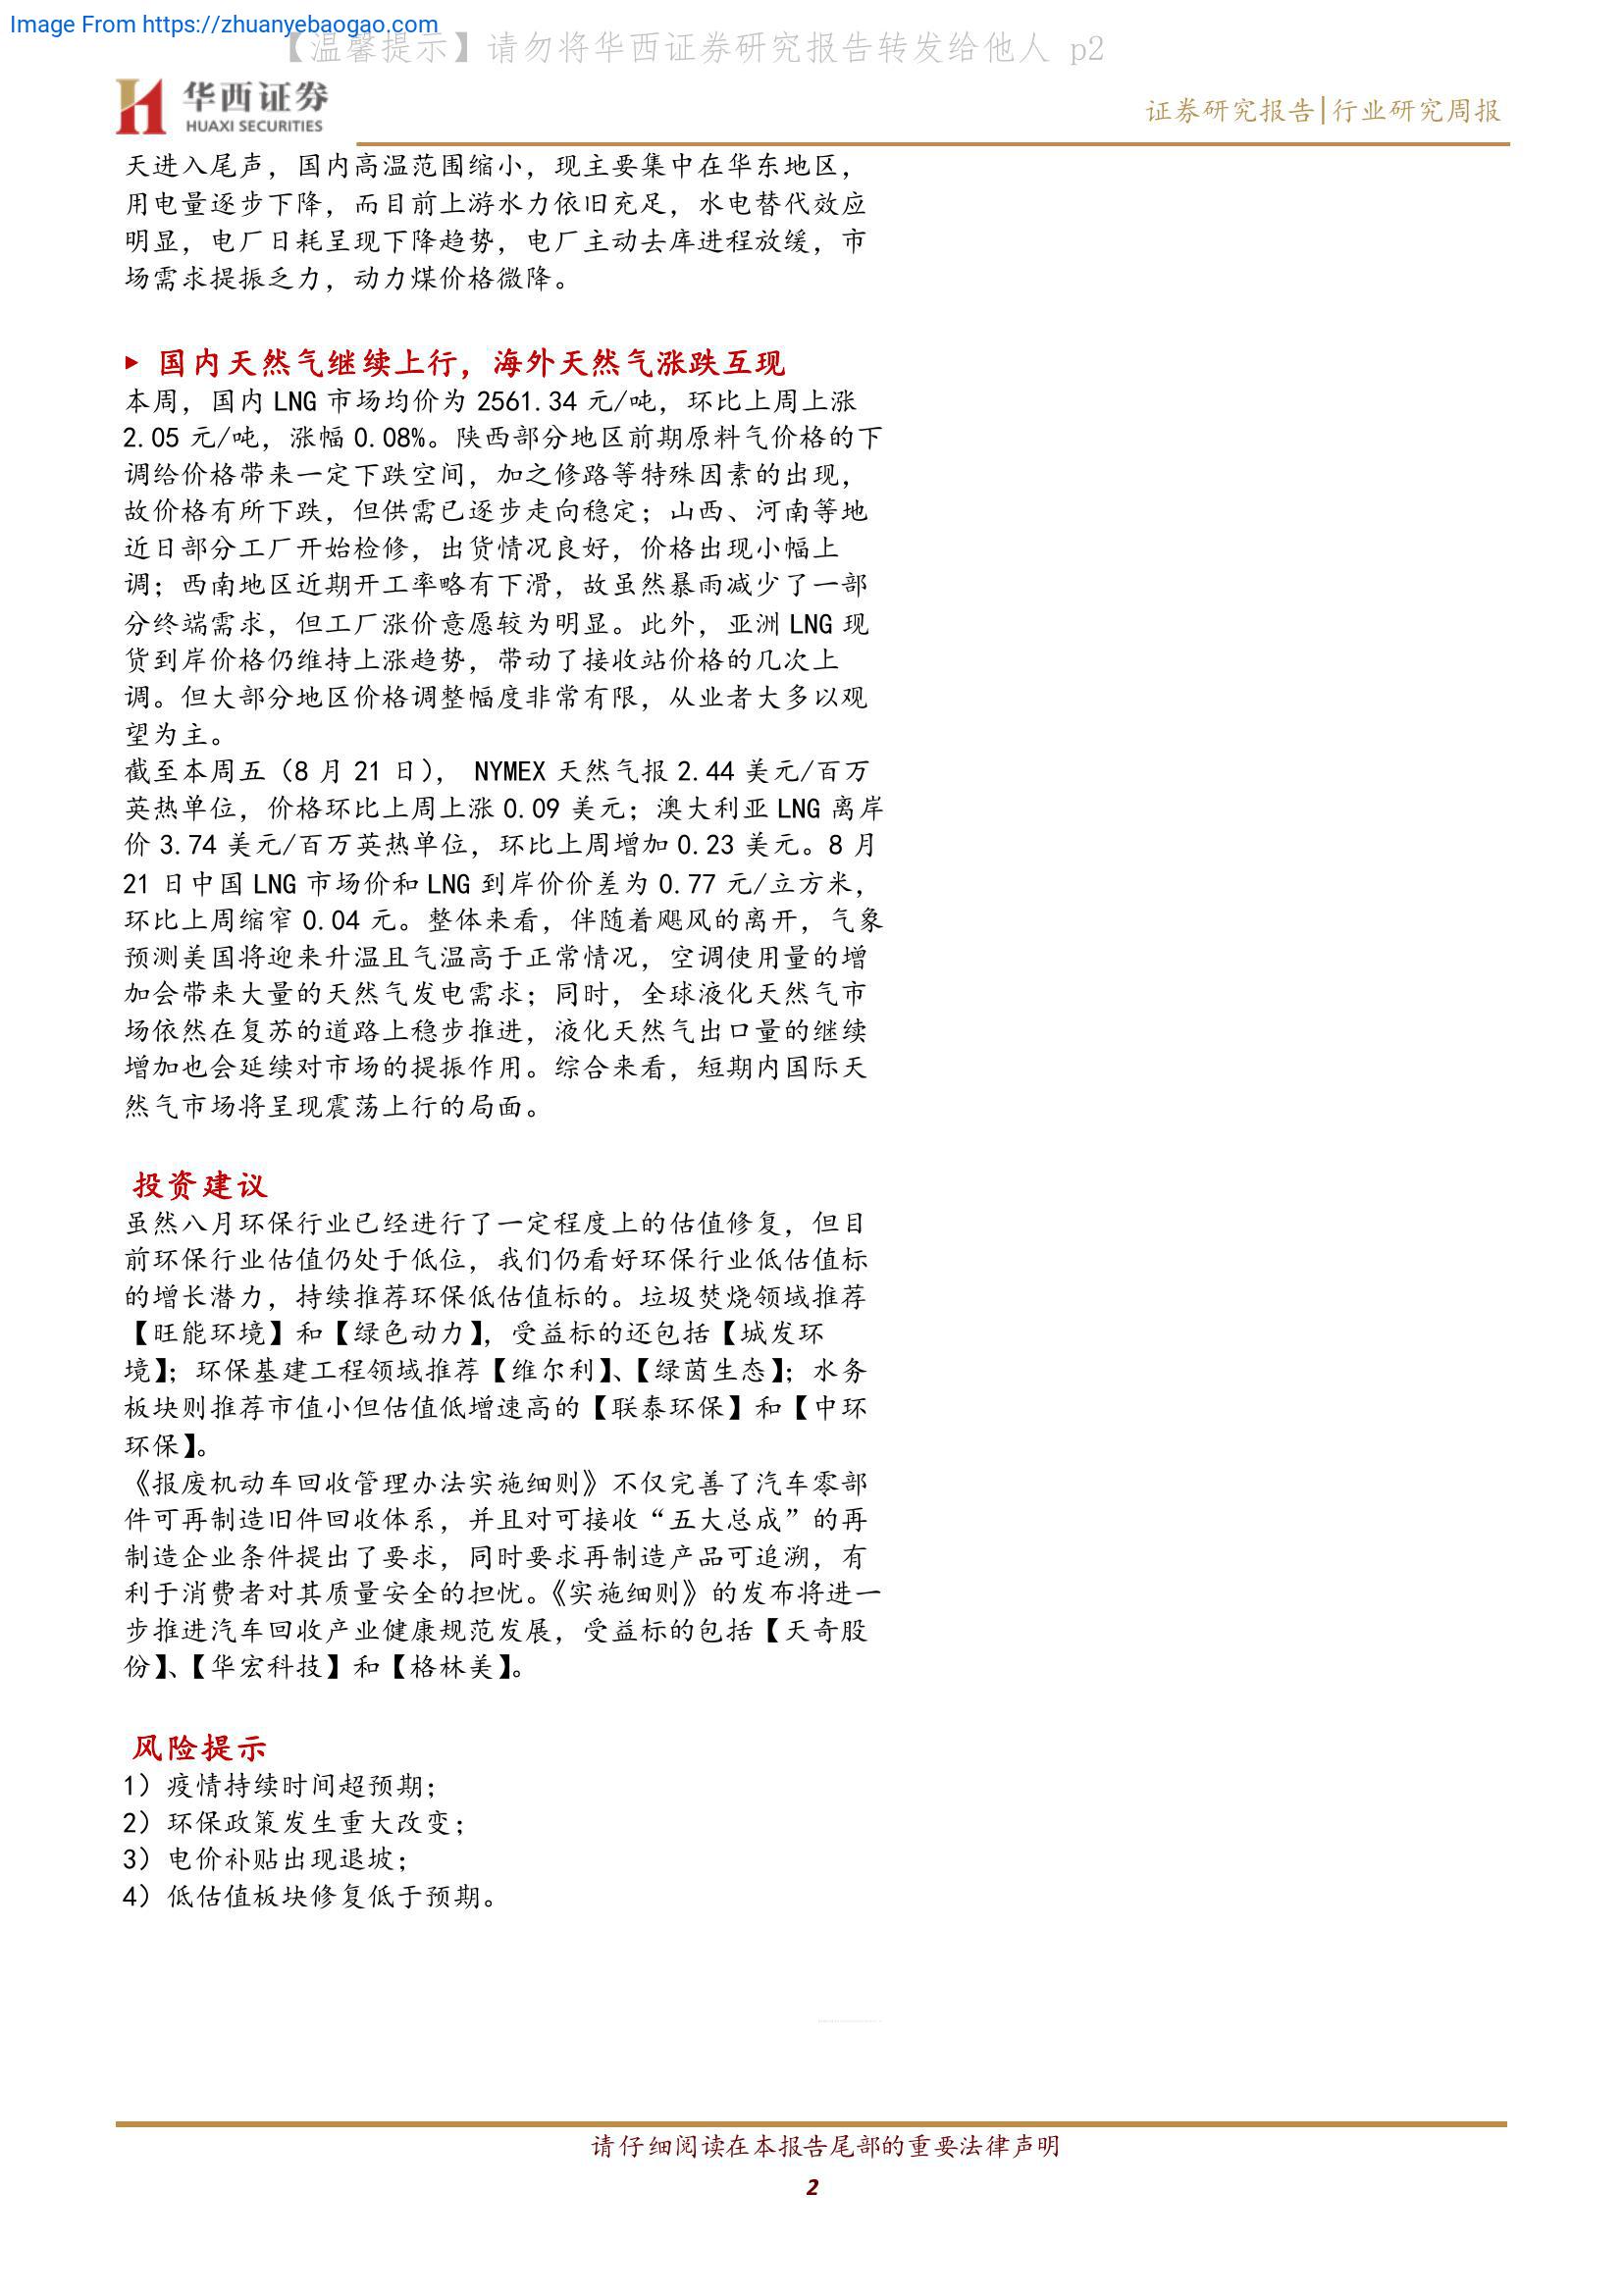 Image From https://zhuanyebaogao.com
【温馨提示】请勿将华西证券研究报告转发给他人 p2
华西证券
HUAXI SECURITIES
证券研究报告|行业研究周报
天进入尾声，国内高温范围缩小，现主要集中在华东地区，
用电量逐步下降，而目前上游水力依旧充足，水电替代效应
明显，电厂日耗呈现下降趋势，电厂主动去库进程放缓，市
场需求提振乏力，动力煤价格微降。
► 国内天然气继续上行，海外天然气涨跌互现
本周，国内 LNG 市场均价为 2561.34 元/吨，环比上周上涨
2.05 元/吨，涨幅 0.08%。陕西部分地区前期原料气价格的下
调给价格带来一定下跌空间，加之修路等特殊因素的出现，
故价格有所下跌，但供需已逐步走向稳定；山西、河南等地
近日部分工厂开始检修，出货情况良好，价格出现小幅上
调；西南地区近期开工率略有下滑，故虽然暴雨减少了一部
分终端需求，但工厂涨价意愿较为明显。此外，亚洲 LNG 现
货到岸价格仍维持上涨趋势，带动了接收站价格的几次上
调。但大部分地区价格调整幅度非常有限，从业者大多以观
望为主。
截至本周五（8 月 21 日）， NYMEX 天然气报 2.44 美元/百万
英热单位，价格环比上周上涨 0.09 美元；澳大利亚 LNG 离岸
价 3.74 美元/百万英热单位，环比上周增加 0.23 美元。8 月
21 日中国 LNG 市场价和 LNG 到岸价价差为 0.77 元/立方米，
环比上周缩窄 0.04 元。整体来看，伴随着飓风的离开，气象
预测美国将迎来升温且气温高于正常情况，空调使用量的增
加会带来大量的天然气发电需求；同时，全球液化天然气市
场依然在复苏的道路上稳步推进，液化天然气出口量的继续
增加也会延续对市场的提振作用。综合来看，短期内国际天
然气市场将呈现震荡上行的局面。
投资建议
虽然八月环保行业已经进行了一定程度上的估值修复，但目
前环保行业估值仍处于低位，我们仍看好环保行业低估值标
的增长潜力，持续推荐环保低估值标的。垃圾焚烧领域推荐
【旺能环境】和【绿色动力】，受益标的还包括【城发环
境】；环保基建工程领域推荐【维尔利】、【绿茵生态】；水务
板块则推荐市值小但估值低增速高的【联泰环保】和【中环
环保】。
《报废机动车回收管理办法实施细则》不仅完善了汽车零部
件可再制造旧件回收体系，并且对可接收“五大总成”的再
制造企业条件提出了要求，同时要求再制造产品可追溯，有
利于消费者对其质量安全的担忧。《实施细则》的发布将进一
步推进汽车回收产业健康规范发展，受益标的包括【天奇股
份】、【华宏科技】和【格林美】。
风险提示
1）疫情持续时间超预期；
2）环保政策发生重大改变；
3）电价补贴出现退坡；
4）低估值板块修复低于预期。
请仔细阅读在本报告尾部的重要法律声明
2